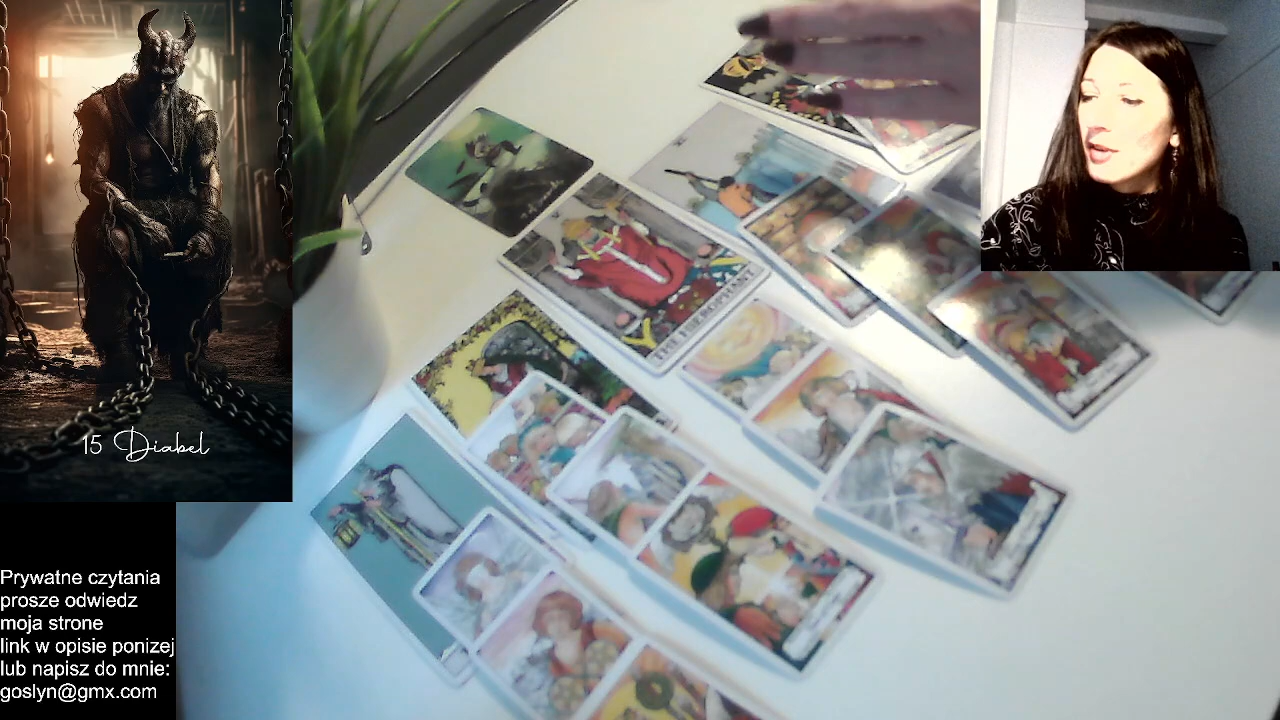 15 Diabeł
Prywatne czytania
prosze odwiedz
moja strone
link w opisie ponizej
lub napisz do mnie:
goslyn@gmx.com
THE HIEROPHANT